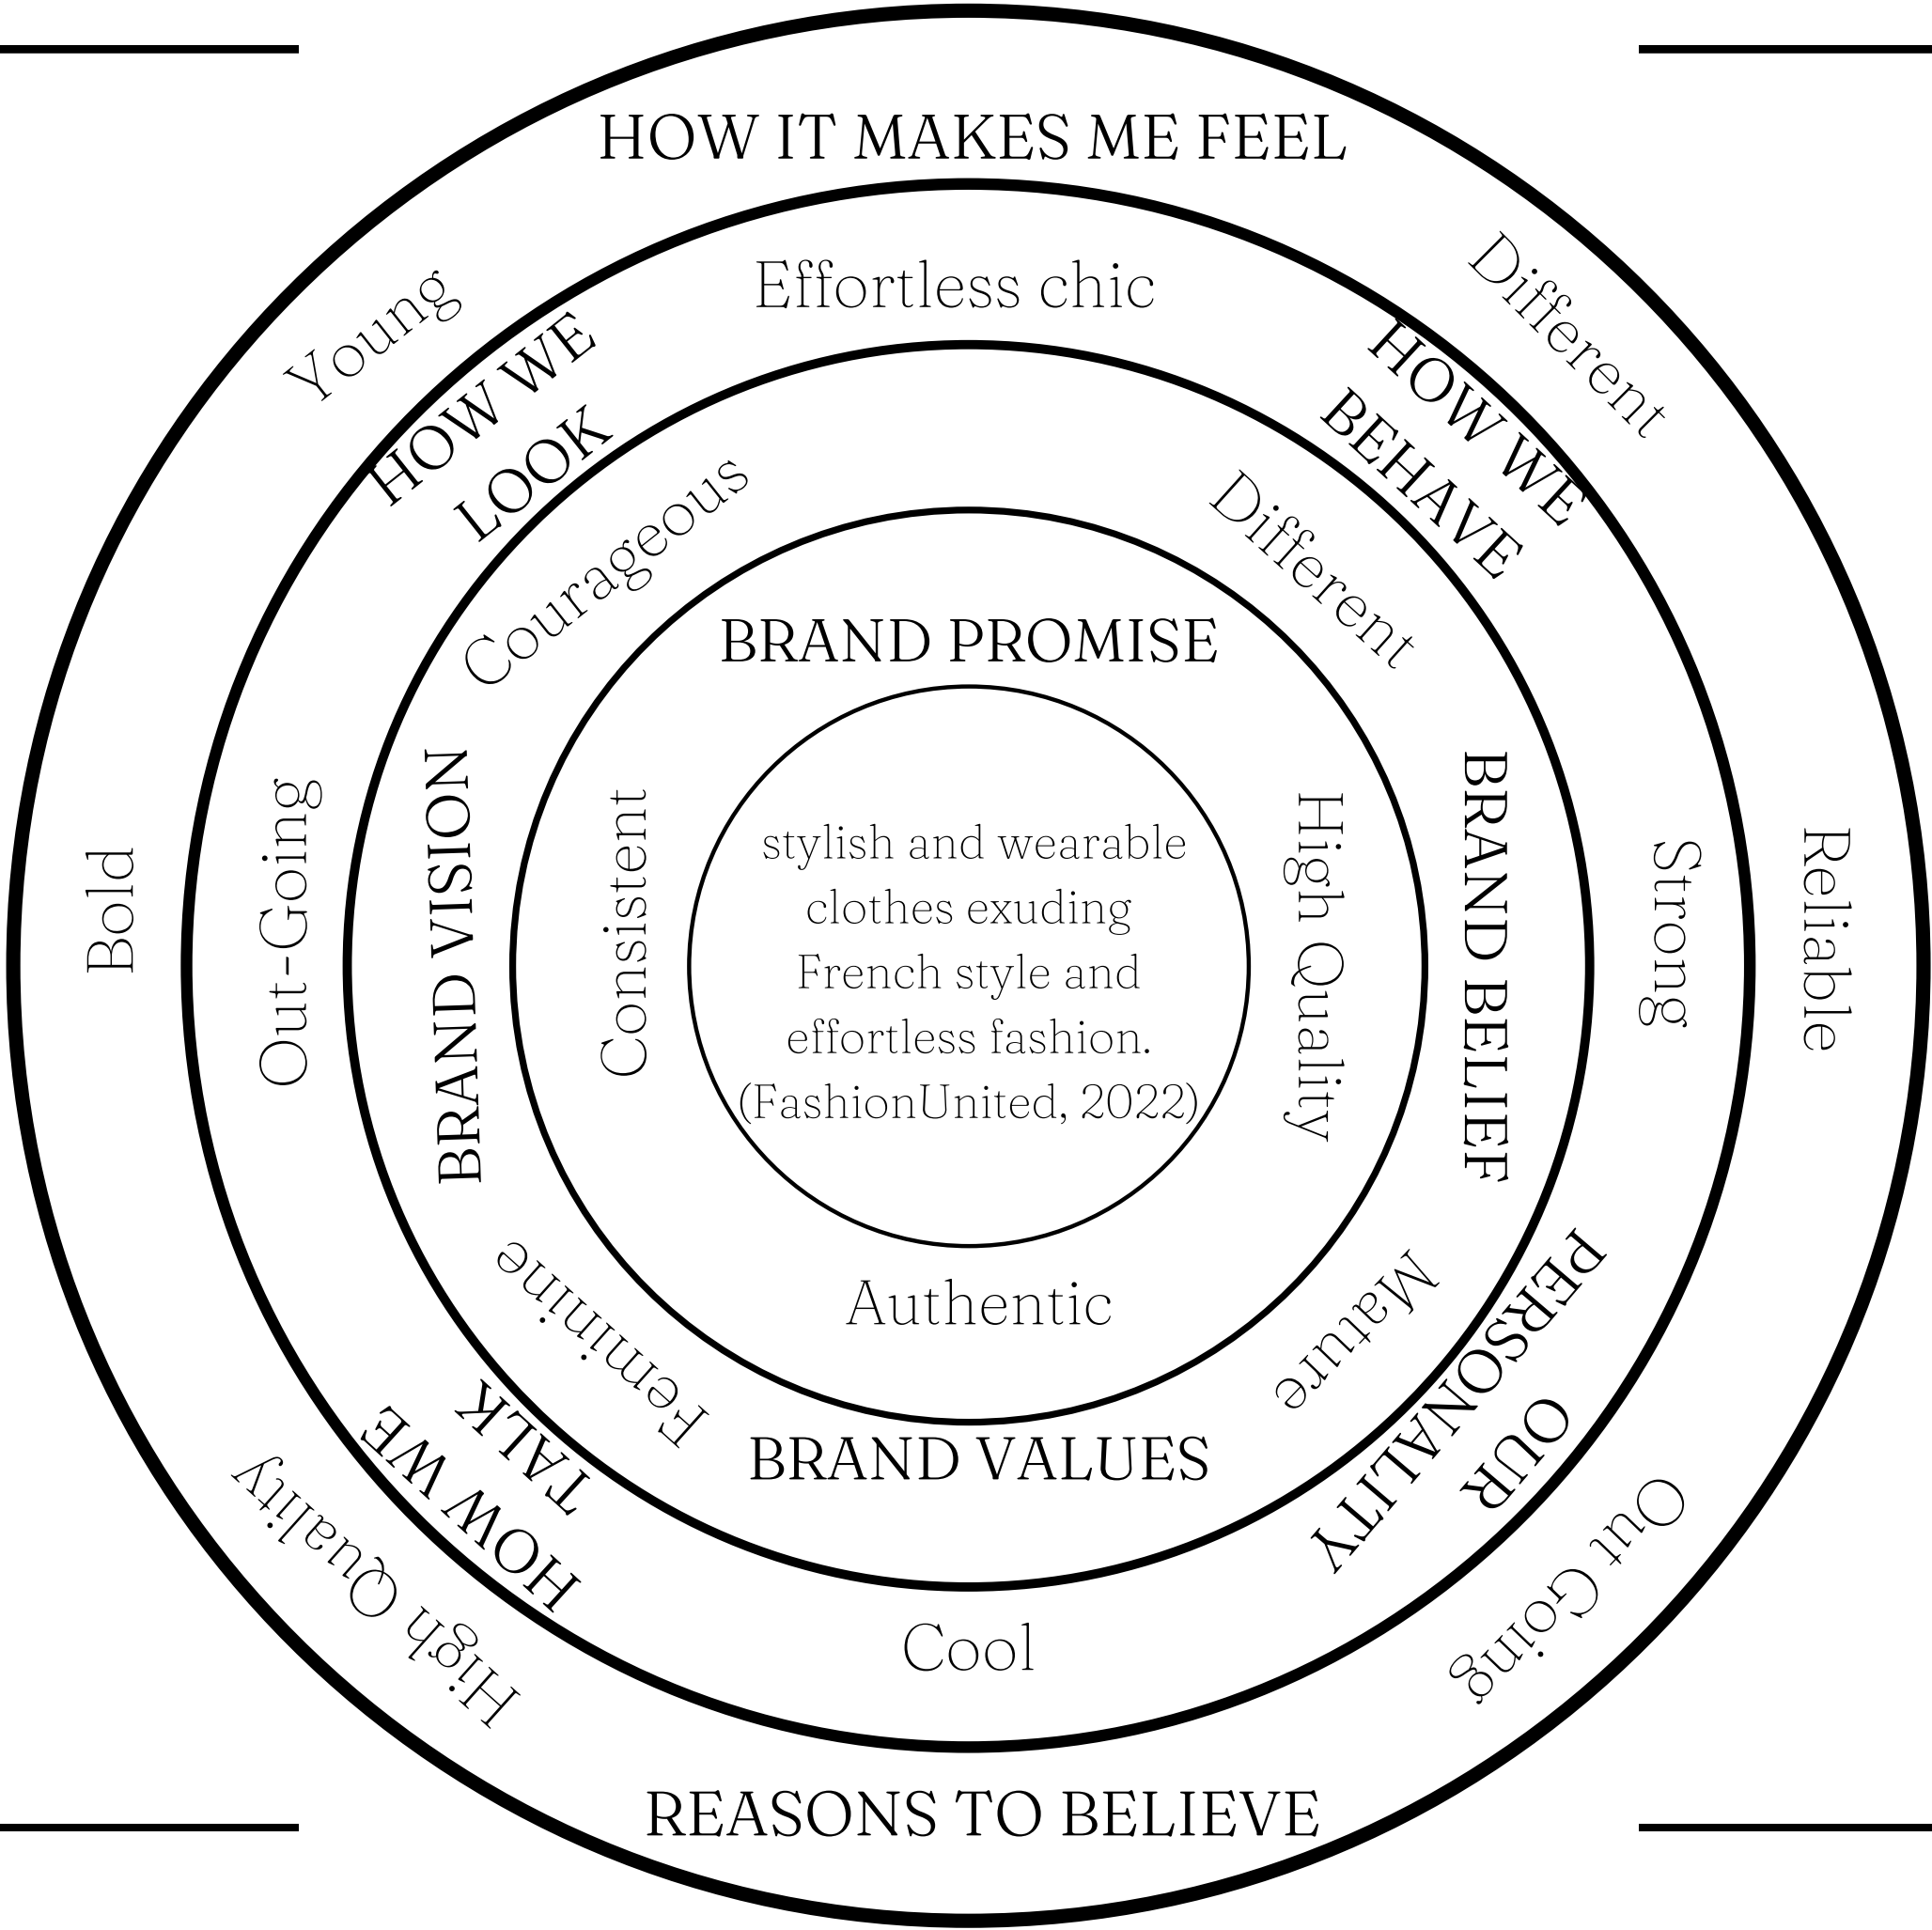 HOW IT MAKES ME FEEL
Young
Different
Bold
Reliable
High Quality
Out Going
REASONS TO BELIEVE
Effortless chic
HOW WE
LOOK
HOW WE
BEHAVE
Out-Going
Strong
HOW WE
TALK
OUR
PERSONALITY
Cool
Courageous
Different
BRAND VISION
BRAND BELIEF
Feminine
Mature
BRAND VALUES
BRAND PROMISE
Consistent
High Quality
Authentic
stylish and wearable
clothes exuding
French style and
effortless fashion.
(FashionUnited, 2022)